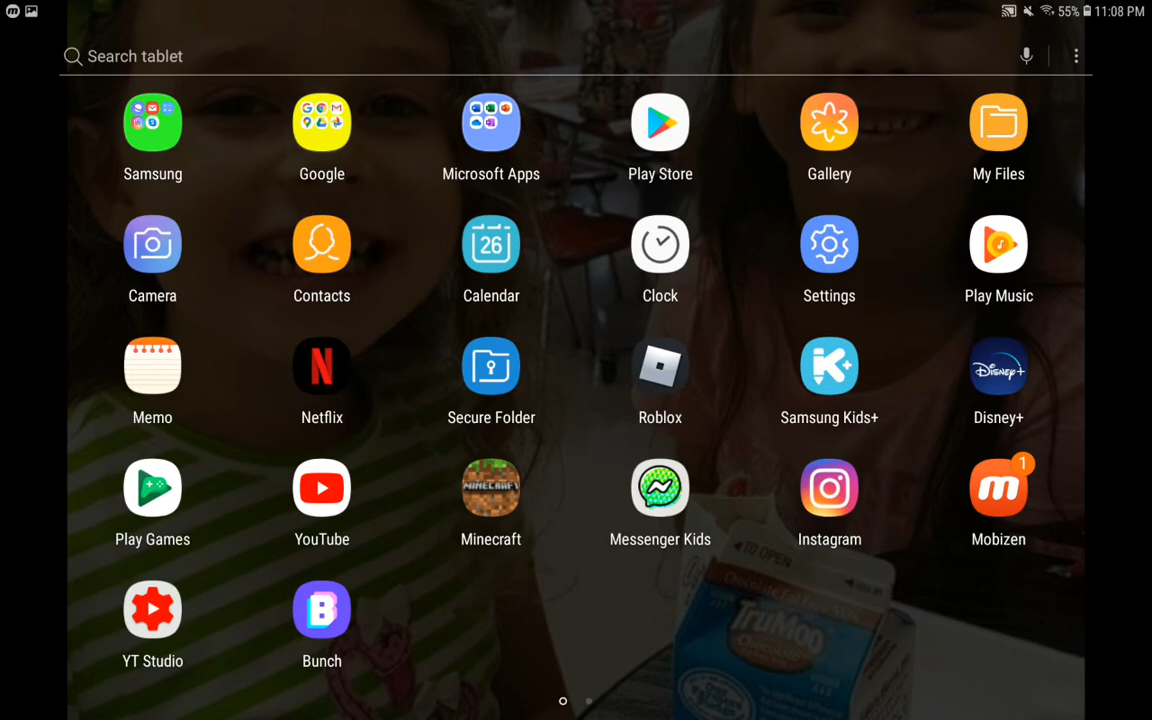 55% 11:08 PM
Search tablet
Samsung
Google
Microsoft Apps
Play Store
Gallery
My Files
26
Camera
Contacts
Calendar
Clock
Settings
Play Music
N
Disney+
Memo
Netflix
Secure Folder
Roblox
Samsung Kids+
Disney+
MINECRAFT
1
Play Games
YouTube
Minecraft
Messenger Kids
Instagram
Mobizen
TO OPEN
TruMoo
Chocolate
B
YT Studio
Bunch